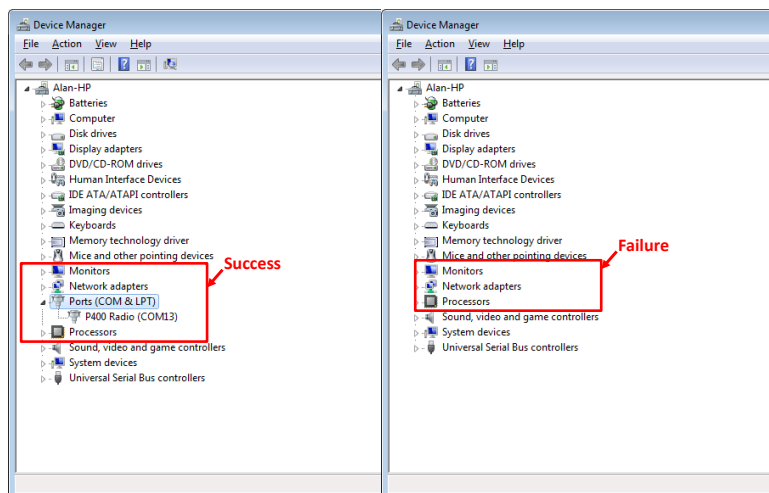 Device Manager
File Action View Help
Alan-HP
Batteries
Computer
Disk drives
Display adapters
DVD/CD-ROM drives
Human Interface Devices
IDE ATA/ATAPI controllers
Imaging devices
Keyboards
Memory technology driver
Mice and other pointing devices
Monitors
Network adapters
Ports (COM & LPT)
P400 Radio (COM13)
Processors
Sound, video and game controllers
System devices
Universal Serial Bus controllers
Success
Device Manager
File Action View Help
Alan-HP
Batteries
Computer
Disk drives
Display adapters
DVD/CD-ROM drives
Human Interface Devices
IDE ATA/ATAPI controllers
Imaging devices
Keyboards
Memory technology driver
Mice and other pointing devices
Monitors
Network adapters
Processors
Sound, video and game controllers
System devices
Universal Serial Bus controllers
Failure